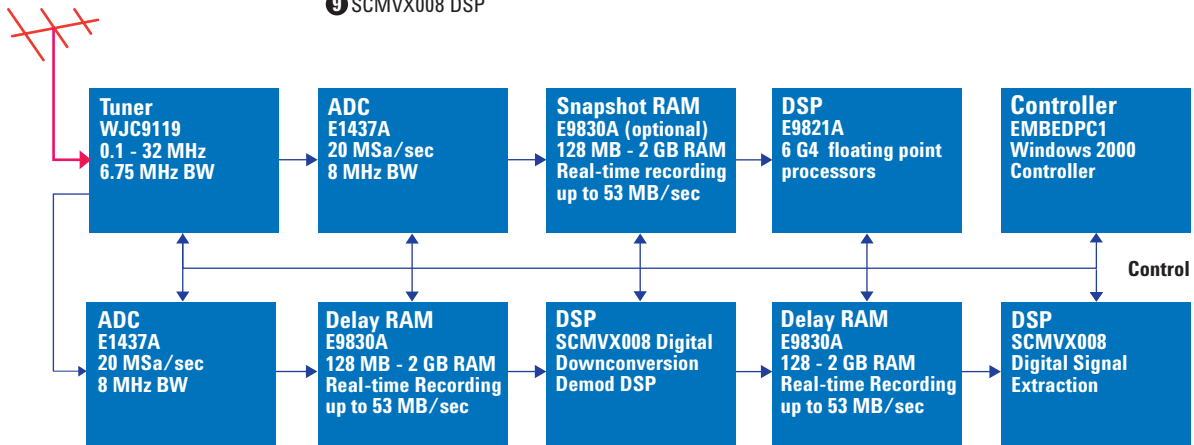 ❾ SCMVX008 DSP
Tuner
WJC9119
0.1 - 32 MHz
6.75 MHz BW
ADC
E1437A
20 MSa/sec
8 MHz BW
Snapshot RAM
E9830A (optional)
128 MB - 2 GB RAM
Real-time recording
up to 53 MB/sec
DSP
E9821A
6 G4 floating point
processors
Controller
EMBEDPC1
Windows 2000
Controller
Control
ADC
E1437A
20 MSa/sec
8 MHz BW
Delay RAM
E9830A
128 MB - 2 GB RAM
Real-time Recording
up to 53 MB/sec
DSP
SCMVX008 Digital
Downconversion
Demod DSP
Delay RAM
E9830A
128 - 2 GB RAM
Real-time Recording
up to 53 MB/sec
DSP
SCMVX008
Digital Signal
Extraction